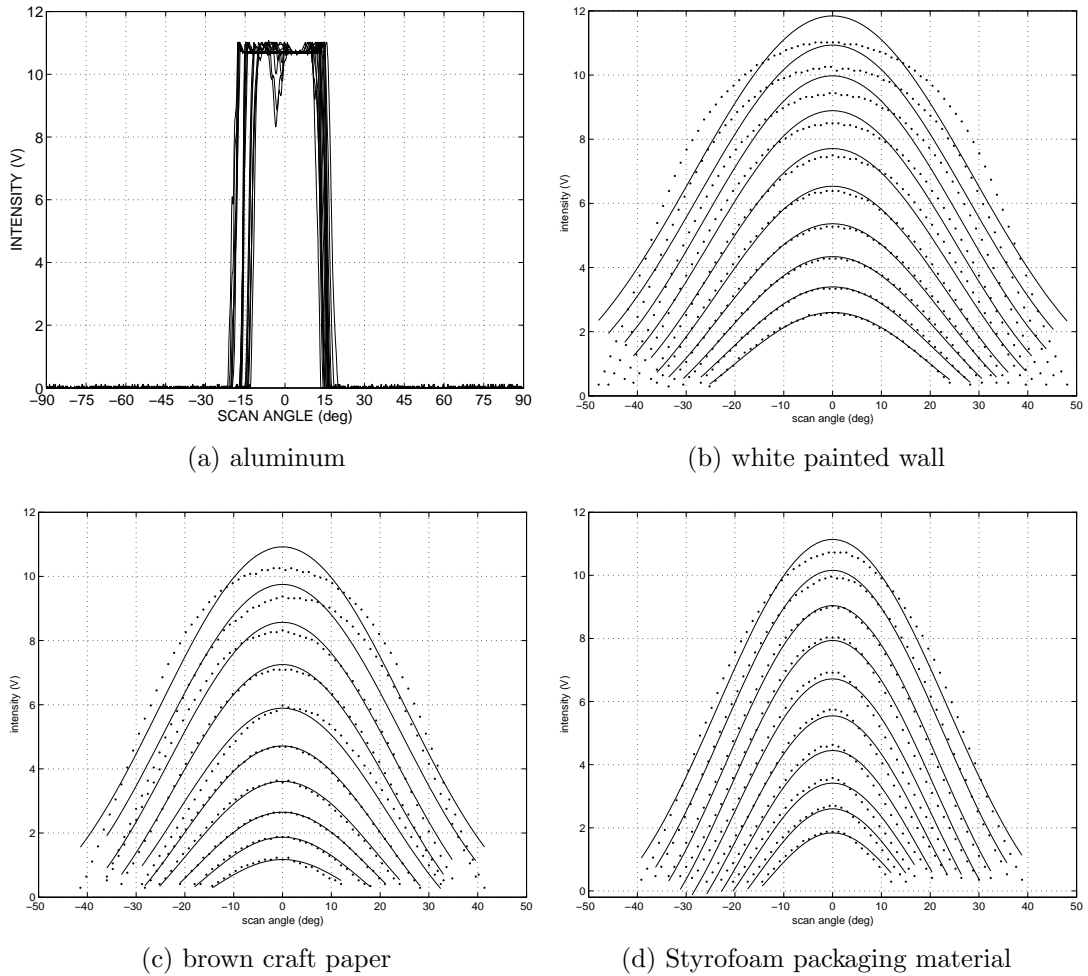 12
10
8
6
4
2
0
INTENSITY (V)
−90 −75 −60 −45 −30 −15 0 15 30 45 60 75 90
SCAN ANGLE (deg)
(a) aluminum
12
10
8
6
4
2
0
intensity (V)
−50 −40 −30 −20 −10 0 10 20 30 40 50
scan angle (deg)
(b) white painted wall
12
10
8
6
4
2
0
intensity (V)
−50 −40 −30 −20 −10 0 10 20 30 40 50
scan angle (deg)
(c) brown craft paper
12
10
8
6
4
2
0
intensity (V)
−50 −40 −30 −20 −10 0 10 20 30 40 50
scan angle (deg)
(d) Styrofoam packaging material